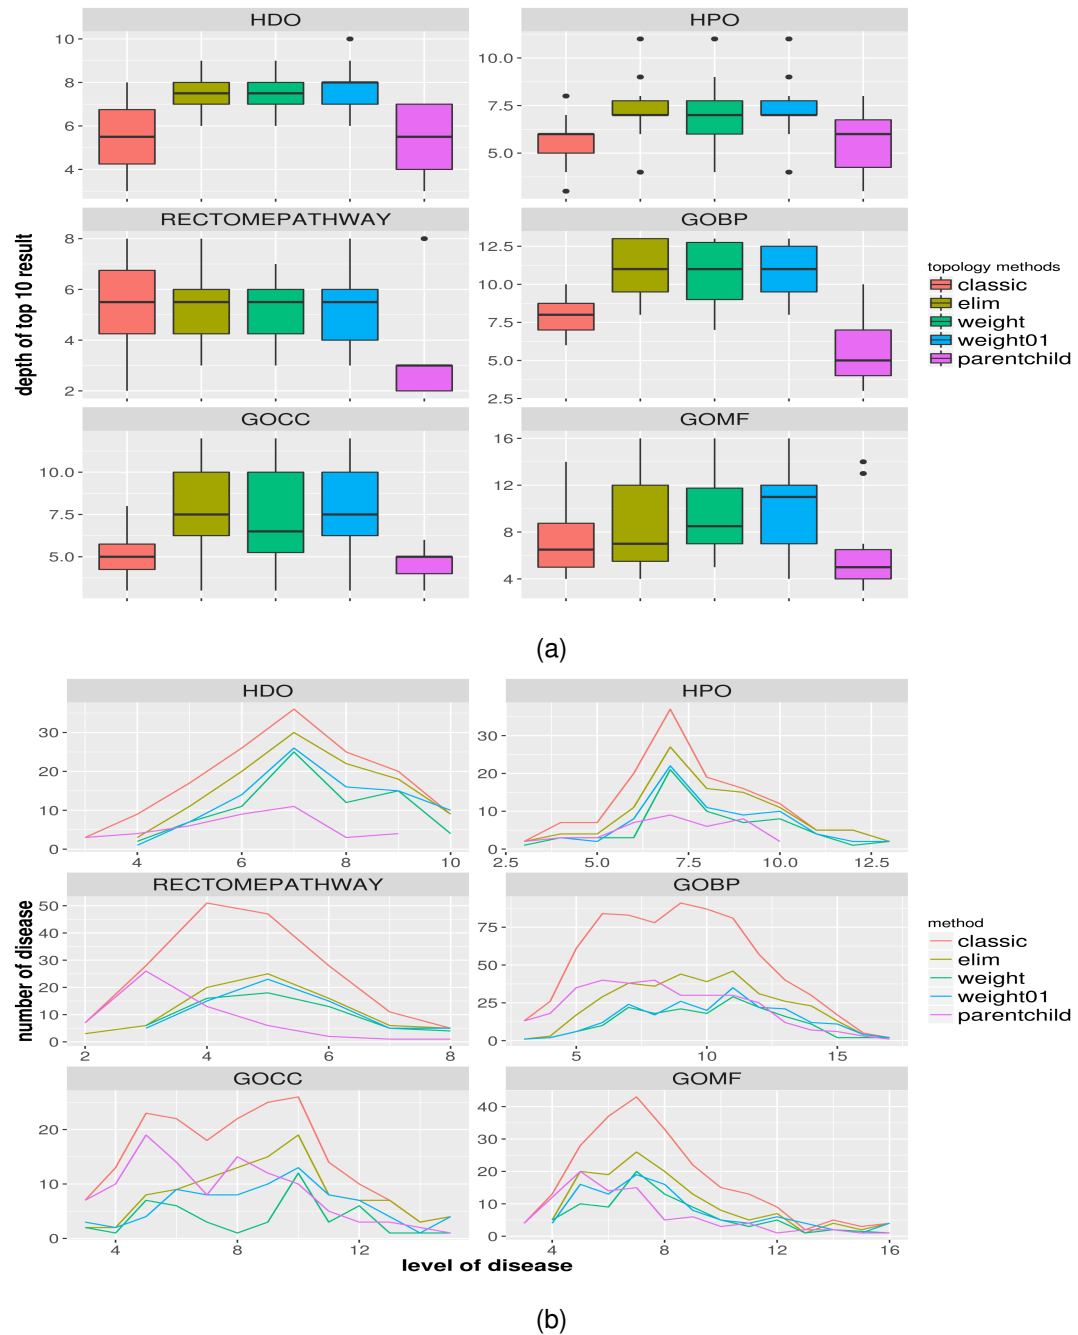 HDO
HPO
10
8
6
4
10.0
7.5
5.0
RECTOMEPATHWAY
GOBP
8
6
4
2
12.5
10.0
7.5
5.0
2.5
GOCC
GOMF
10.0
7.5
5.0
16
12
8
4
depth of top 10 result
topology methods
classic
elim
weight
weight01
parentchild
(a)
HDO
HPO
30
20
10
0
4
6
8
10
30
20
10
0
2.5
5.0
7.5
10.0
12.5
RECTOMEPATHWAY
GOBP
50
40
30
20
10
0
2
4
6
8
75
50
25
0
5
10
15
GOCC
GOMF
20
10
0
4
8
12
40
30
20
10
0
4
8
12
16
number of disease
level of disease
method
classic
elim
weight
weight01
parentchild
(b)